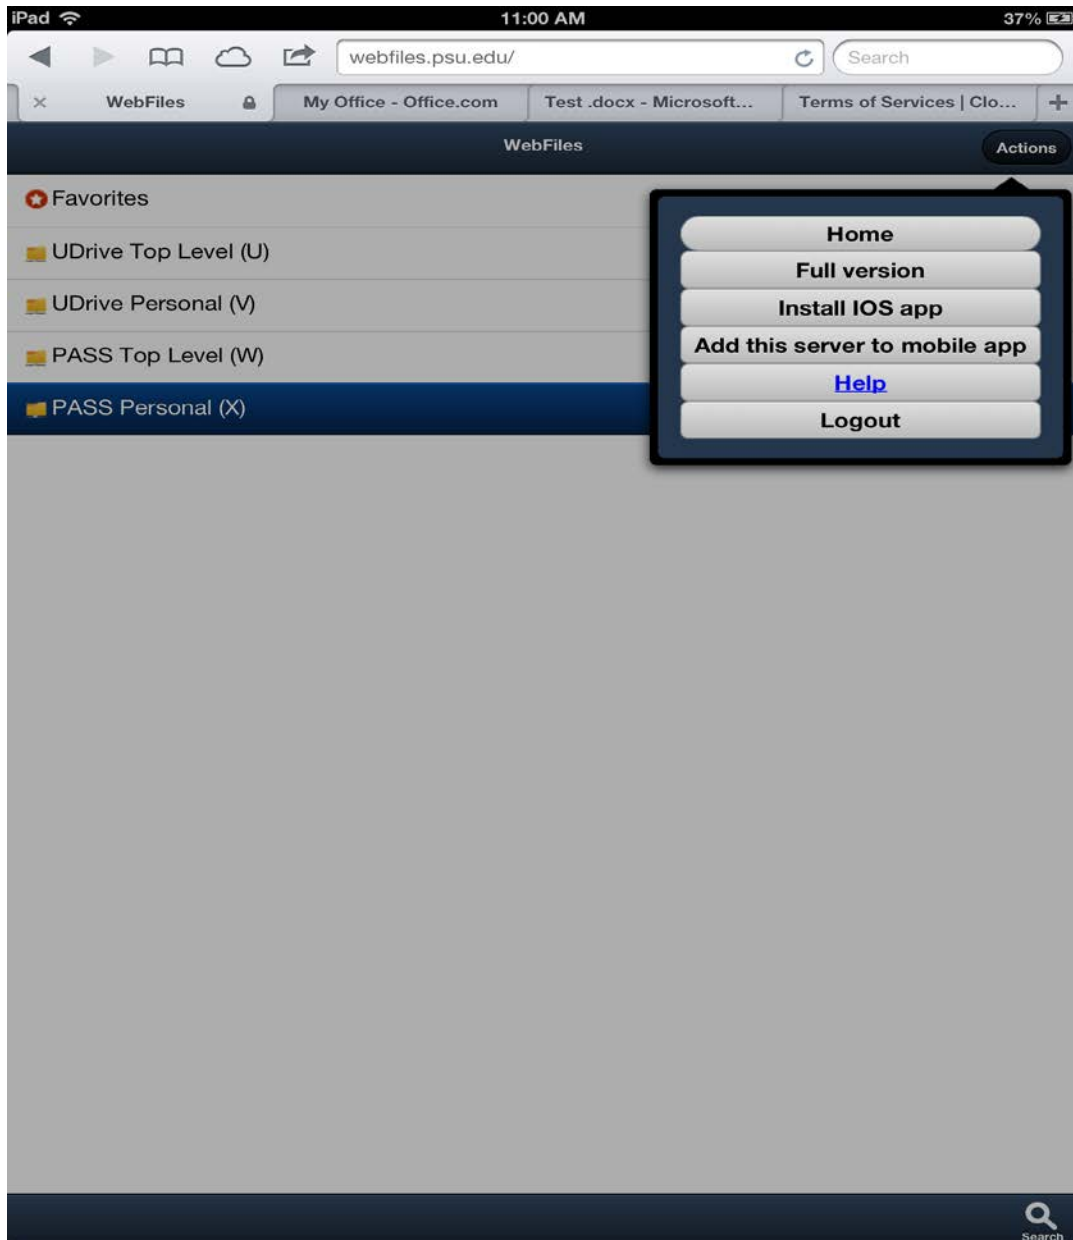 iPad 11:00 AM 37%
webfiles.psu.edu/ Search
WebFiles My Office - Office.com Test .docx - Microsoft... Terms of Services | Clo...
WebFiles Actions
Favorites
UDrive Top Level (U)
UDrive Personal (V)
PASS Top Level (W)
PASS Personal (X)
Home
Full version
Install IOS app
Add this server to mobile app
Help
Logout
Search